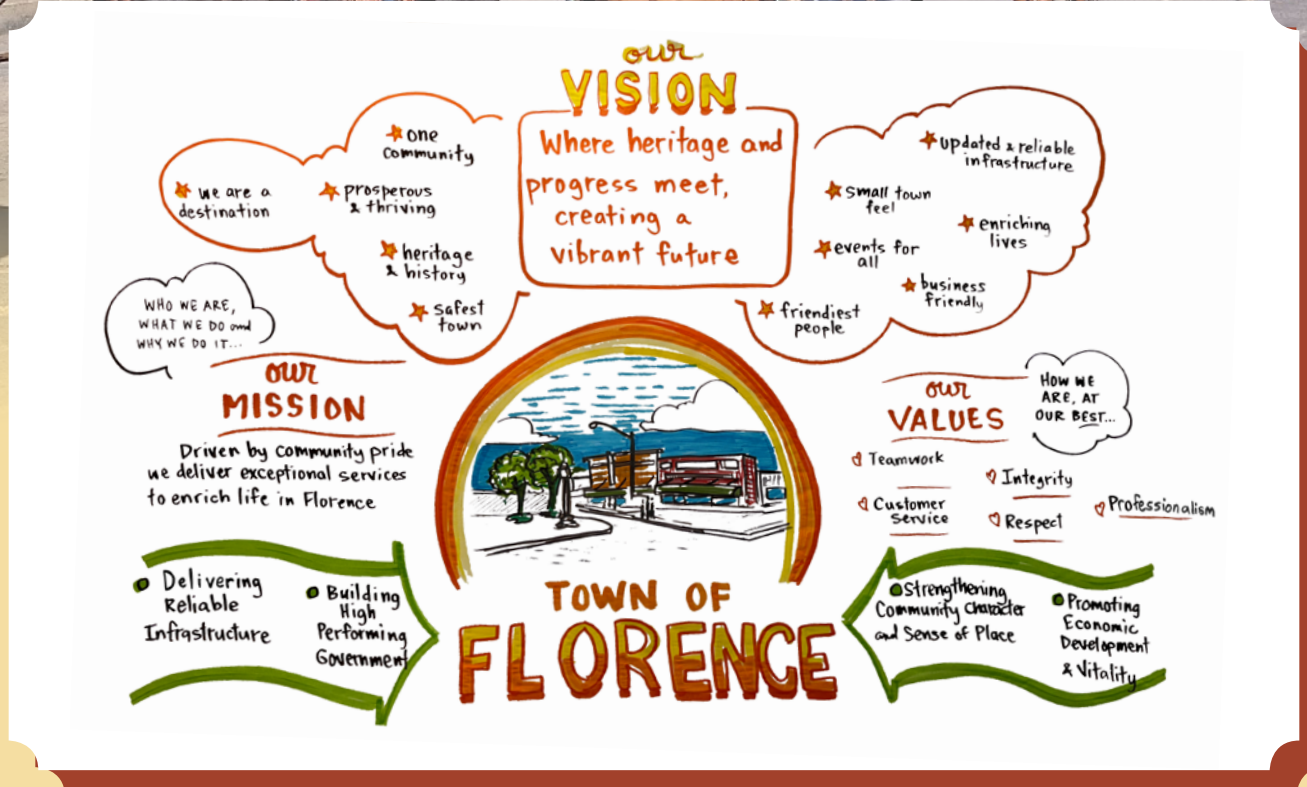 our
VISION
Where heritage and
progress meet,
creating a
vibrant future
one
community
we are a
destination
prosperous
& thriving
heritage
& history
safest
town
updated & reliable
infrastructure
small town
feel
enriching
lives
events for
all
business
friendly
friendliest
people
WHO WE ARE,
WHAT WE DO and
WHY WE DO IT...
our
MISSION
Driven by community pride
we deliver exceptional services
to enrich life in Florence
our
VALUES
HOW WE
ARE, AT
OUR BEST...
Teamwork
Integrity
Customer
Service
Respect
Professionalism
Delivering
Reliable
Infrastructure
Building
High
Performing
Government
TOWN OF
FLORENCE
Strengthening
Community Character
and Sense of Place
Promoting
Economic
Development
& Vitality